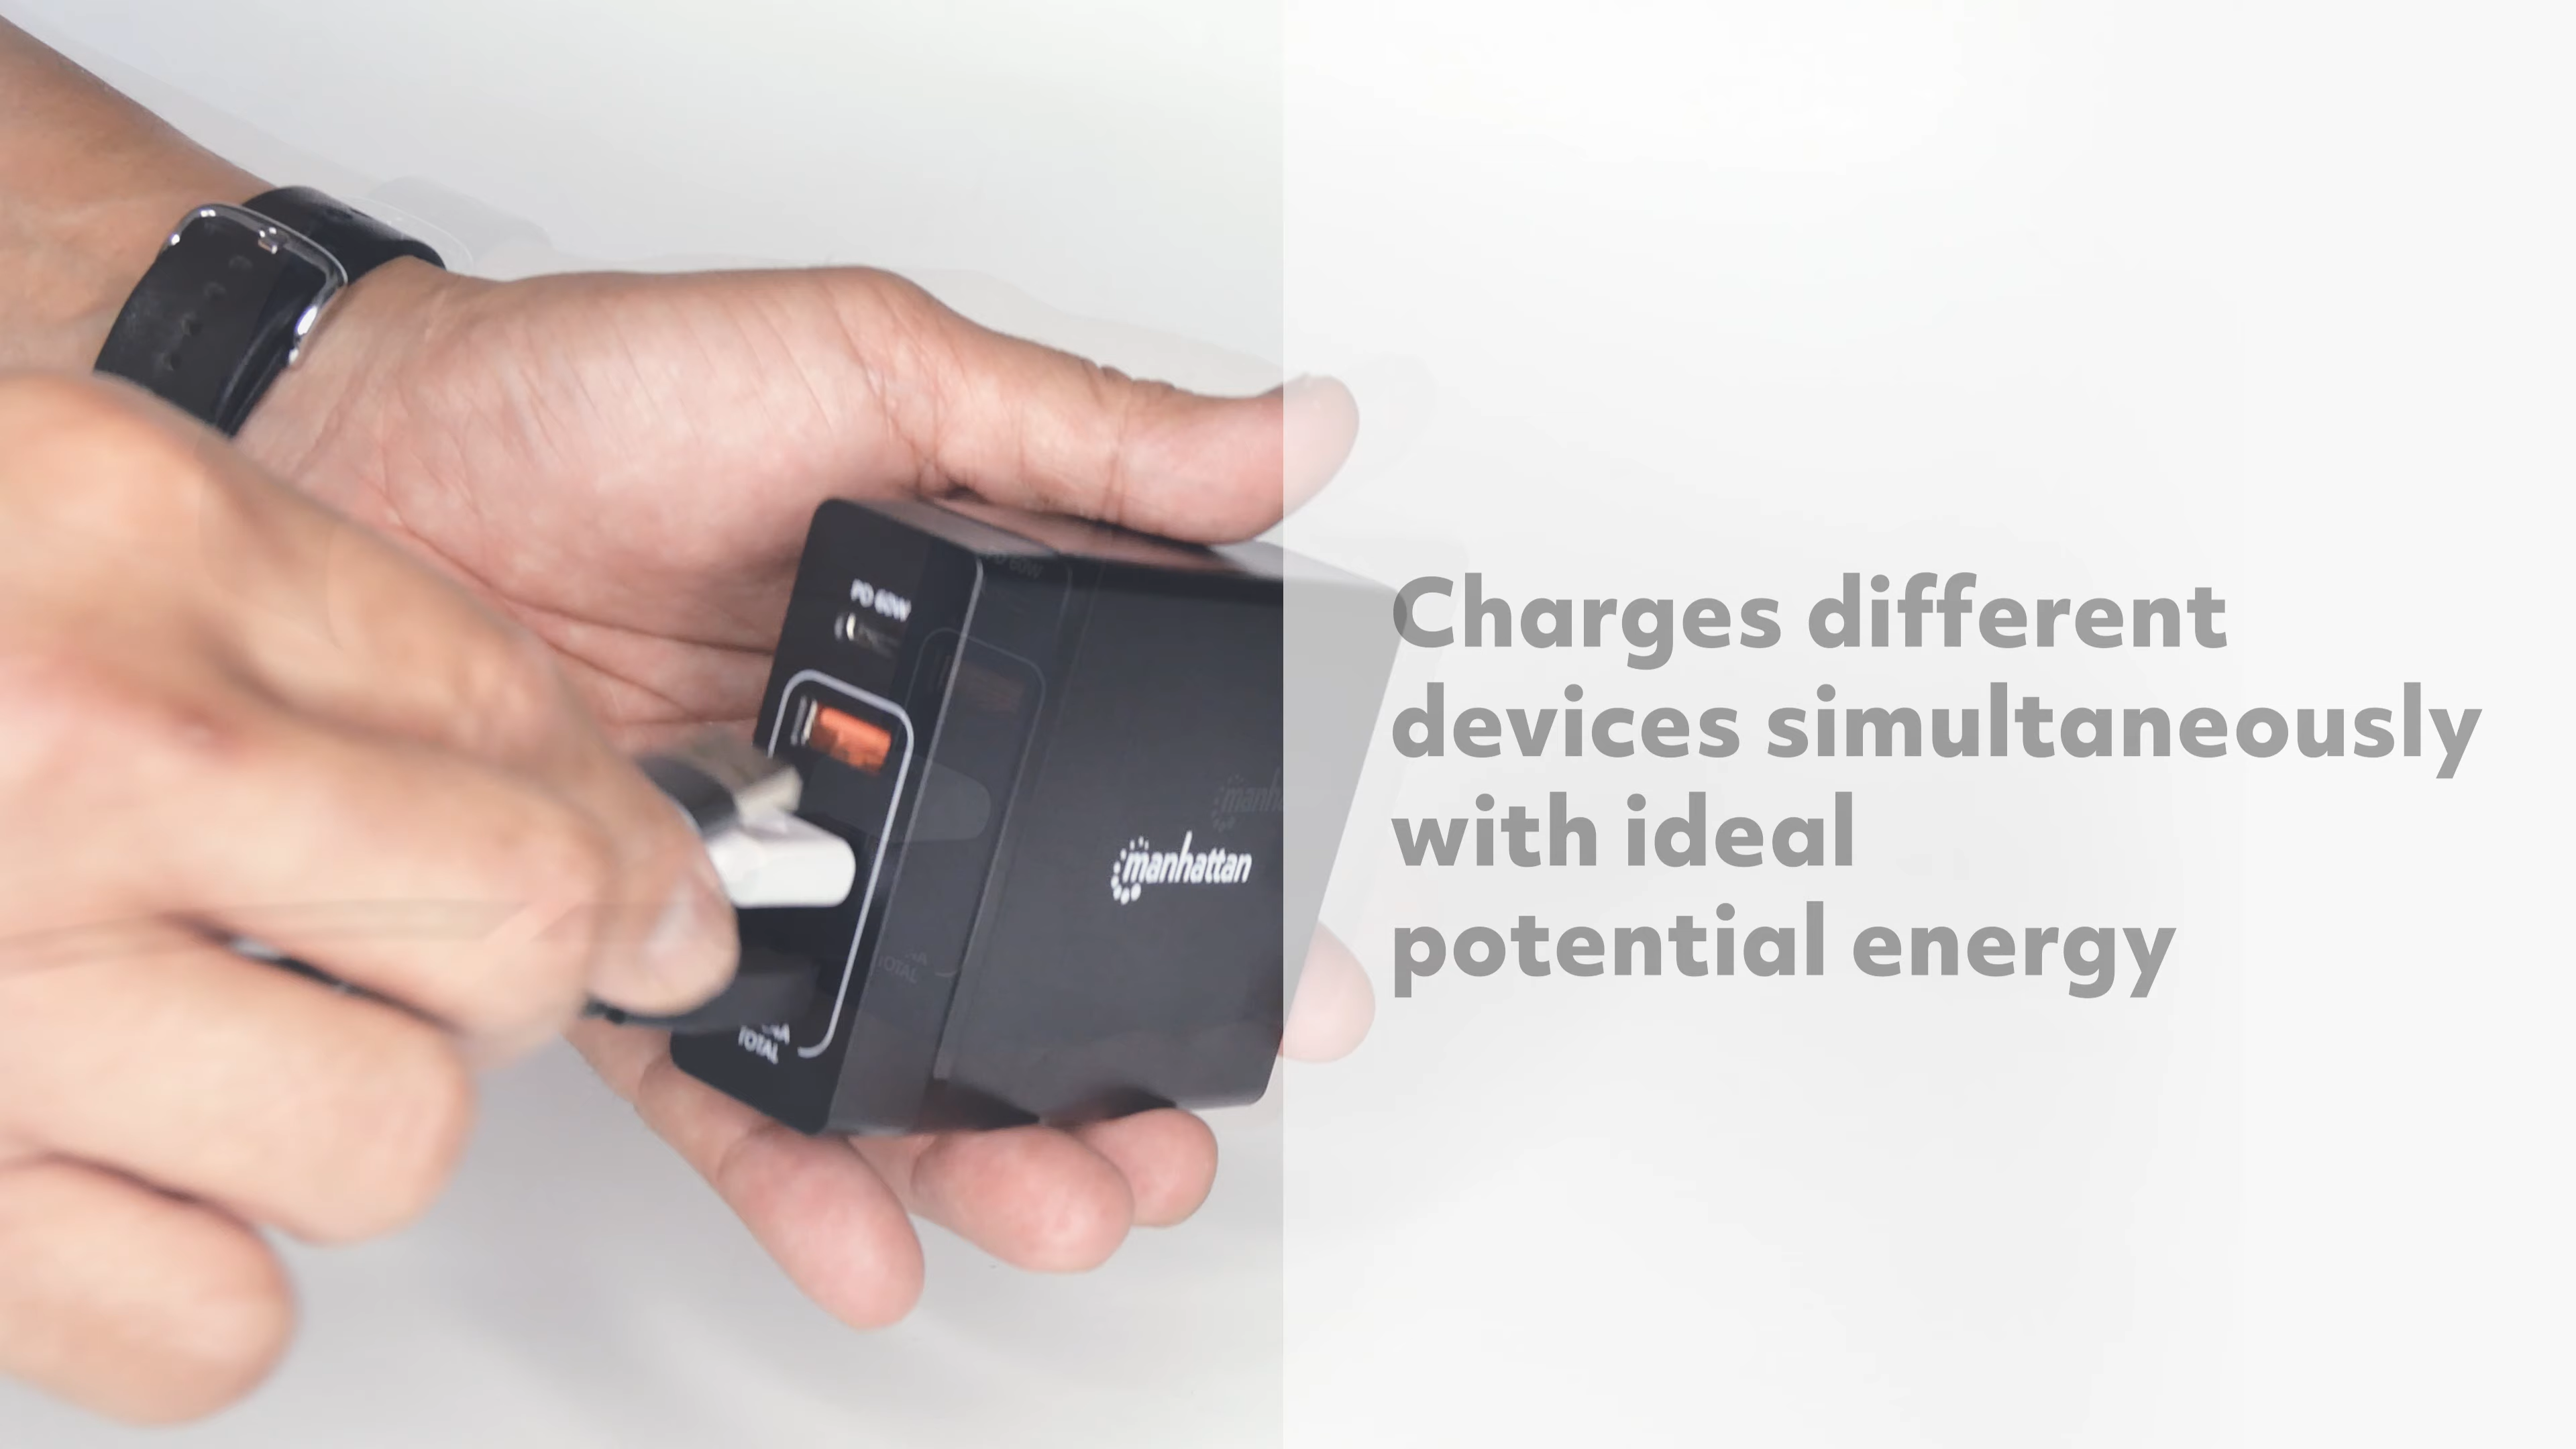 PD 60W
manhattan
TOTAL
Charges different
devices simultaneously
with ideal
potential energy